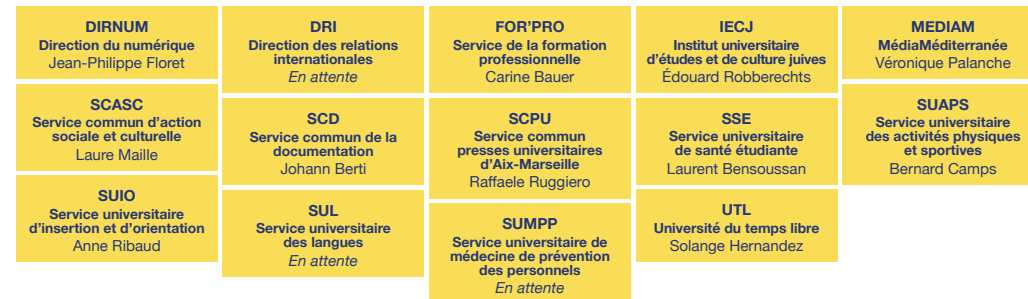 DIRNUM
Direction du numérique
Jean-Philippe Floret
DRI
Direction des relations
internationales
En attente
FOR’PRO
Service de la formation
professionnelle
Carine Bauer
IECJ
Institut universitaire
d’études et de culture juives
Édouard Robberechts
MEDIAM
MédiaMéditerranée
Véronique Palanche
SCASC
Service commun d’action
sociale et culturelle
Laure Maille
SCD
Service commun de la
documentation
Johann Berti
SCPU
Service commun
presses universitaires
d’Aix-Marseille
Raffaele Ruggiero
SSE
Service universitaire
de santé étudiante
Laurent Bensoussan
SUAPS
Service universitaire
des activités physiques
et sportives
Bernard Camps
SUIO
Service universitaire
d’insertion et d’orientation
Anne Ribaud
SUL
Service universitaire
des langues
En attente
SUMPP
Service universitaire de
médecine de prévention
des personnels
En attente
UTL
Université du temps libre
Solange Hernandez